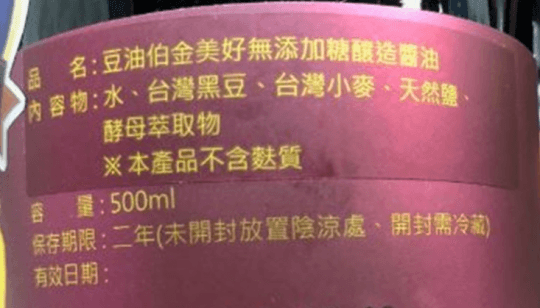 品 名:豆油伯金美好無添加糖釀造醬油
內容物:水、台灣黑豆、台灣小麥、天然鹽、
酵母萃取物
※本產品不含麩質
容 量:500ml
保存期限:二年(未開封放置陰涼處、開封需冷藏)
有效日期: